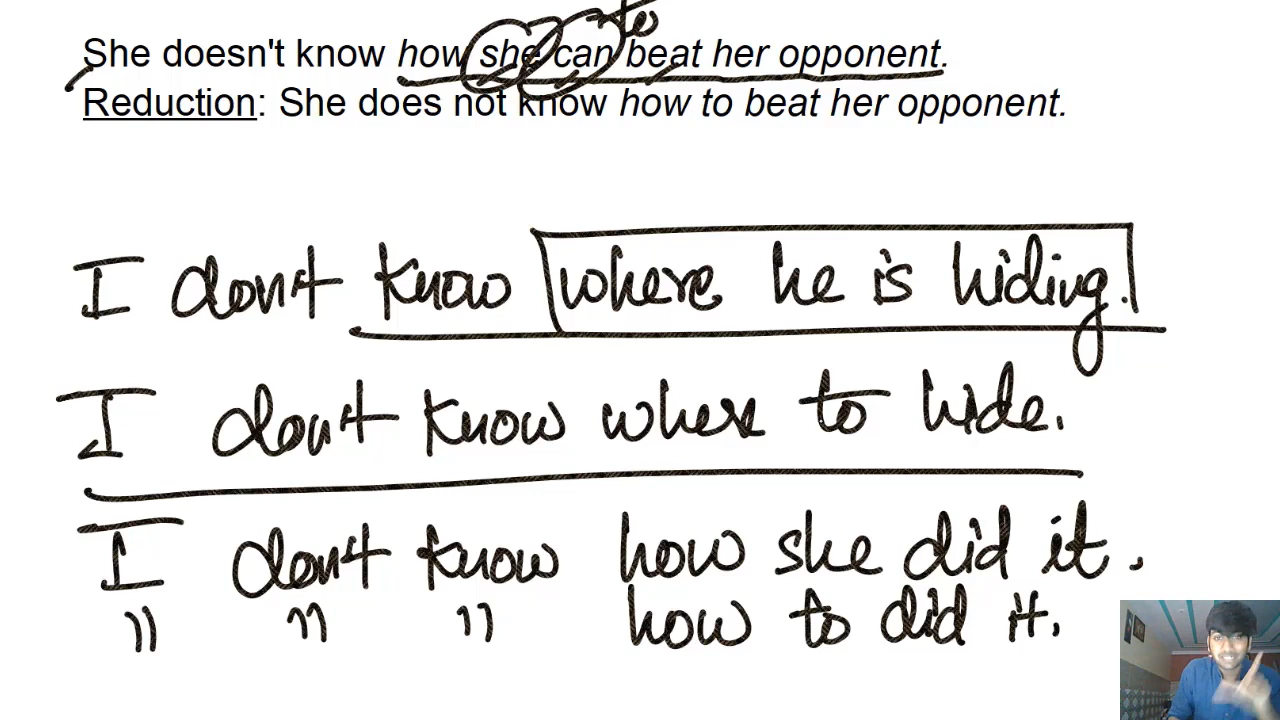 to
She doesn't know how she can beat her opponent.
Reduction: She does not know how to beat her opponent.
I don't know where he is hiding.
I don't know where to hide.
I don't know how she did it.
" " " how to did it.